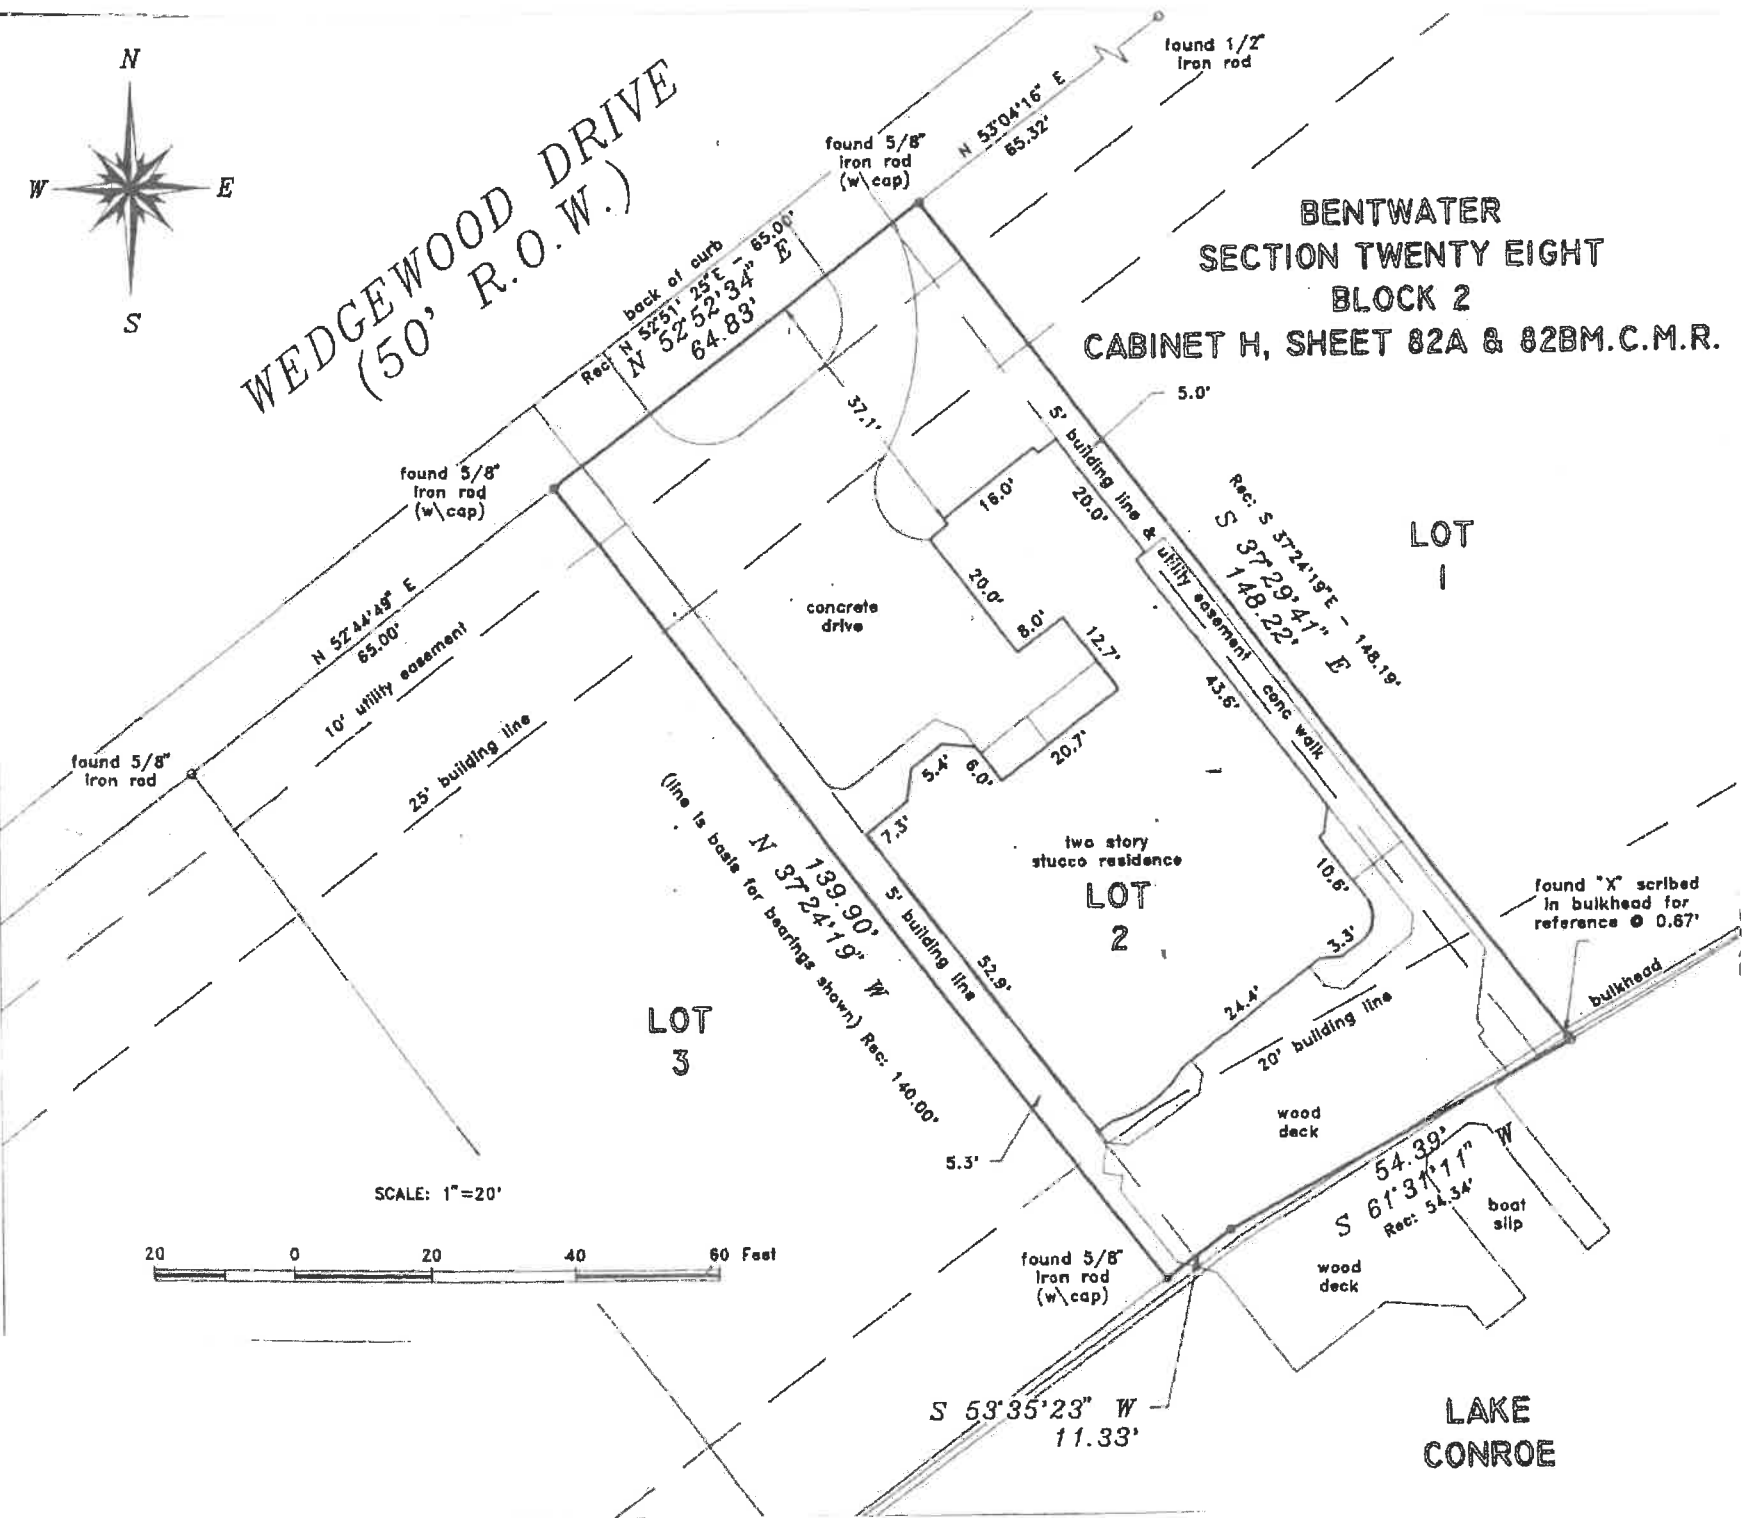 N
W
E
S
WEDGEWOOD DRIVE
(50' R.O.W.)
found 1/2"
iron rod
N 53°04'16" E
65.32'
found 5/8"
iron rod
(w\cap)
BENTWATER
SECTION TWENTY EIGHT
BLOCK 2
CABINET H, SHEET 82A & 82BM.C.M.R.
back of curb
Rec: N 52°51' 25"E - 65.00'
N 52°52'34" E
64.83'
37.1'
5.0'
5' building line & utility easement
found 5/8"
iron rod
(w\cap)
16.0'
20.0'
Rec: S 37°24'19"E - 148.19'
S 37°29'41" E
148.22'
LOT
1
N 52°44'49" E
65.00'
10' utility easement
25' building line
found 5/8"
iron rod
concrete
drive
20.0'
8.0'
12.7'
43.6'
conc walk
20.7'
6.0'
5.4'
7.3'
two story
stucco residence
LOT
2
10.6'
3.3'
24.4'
52.9'
found "X" scribed
in bulkhead for
reference @ 0.67'
bulkhead
139.90'
N 37°24'19" W
(line is basis for bearings shown) Rec: 140.00'
5' building line
LOT
3
20' building line
wood
deck
5.3'
SCALE: 1"=20'
20 0 20 40 60 Feet
54.39'
S 61°31'11" W
Rec: 54.34'
boat
slip
wood
deck
found 5/8"
iron rod
(w\cap)
S 53°35'23" W
11.33'
LAKE
CONROE